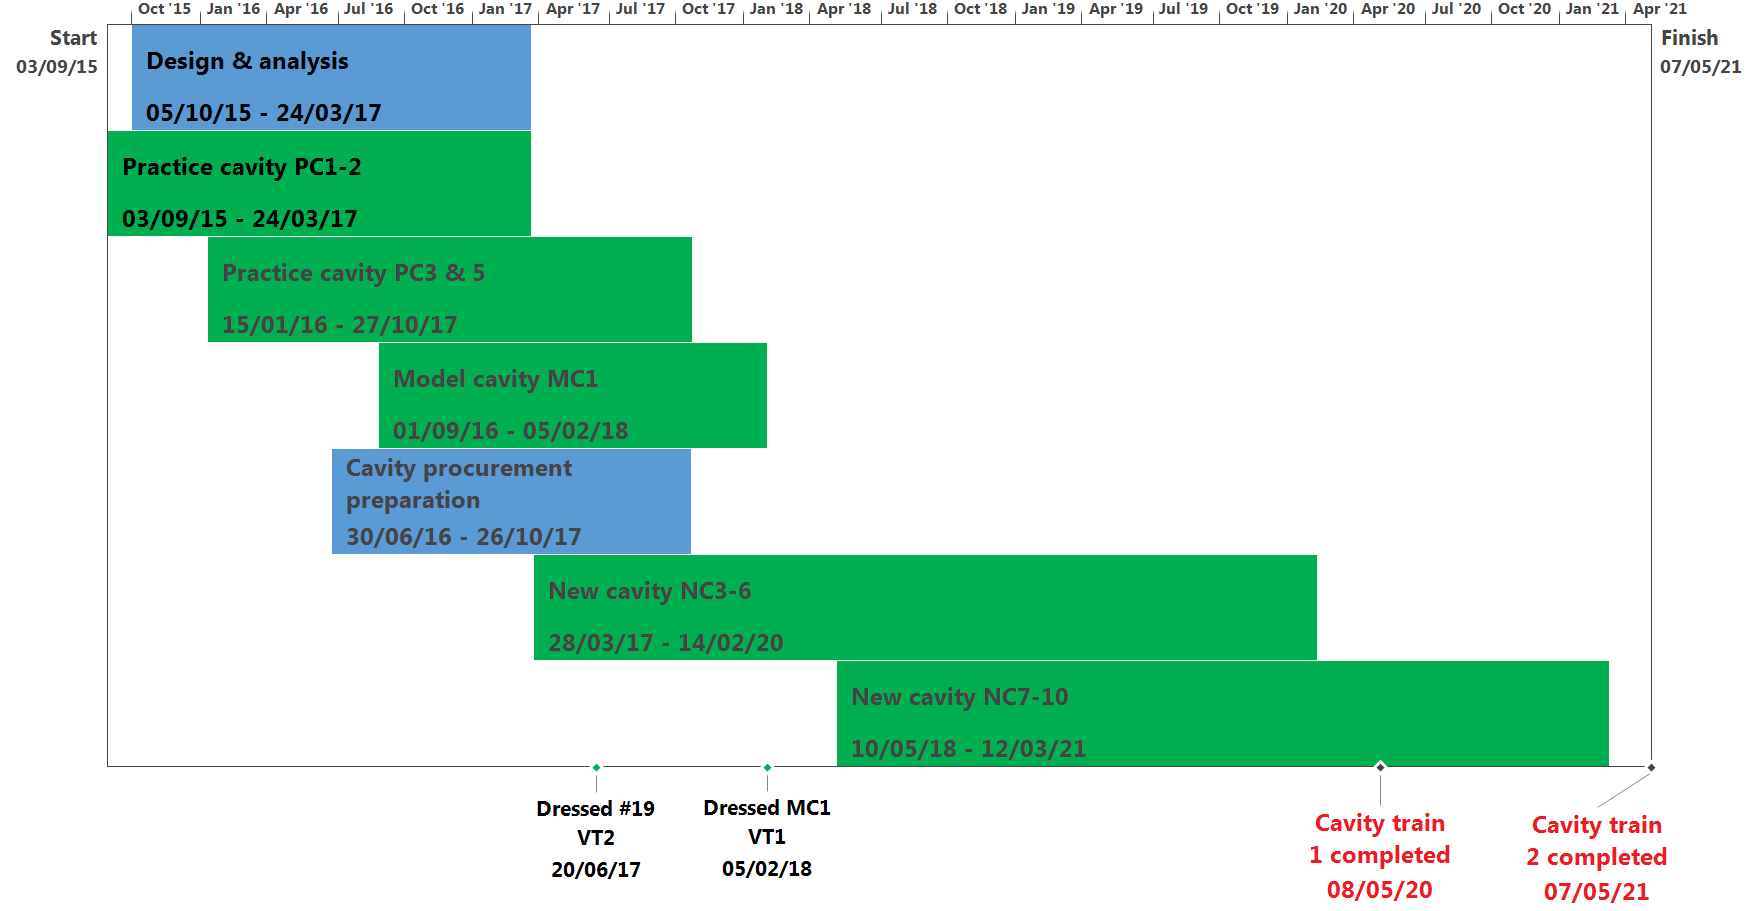 Oct '15 Jan '16 Apr '16 Jul '16 Oct '16 Jan '17 Apr '17 Jul '17 Oct '17 Jan '18 Apr '18 Jul '18 Oct '18 Jan '19 Apr '19 Jul '19 Oct '19 Jan '20 Apr '20 Jul '20 Oct '20 Jan '21 Apr '21
Start
03/09/15
Finish
07/05/21
Design & analysis
05/10/15 - 24/03/17
Practice cavity PC1-2
03/09/15 - 24/03/17
Practice cavity PC3 & 5
15/01/16 - 27/10/17
Model cavity MC1
01/09/16 - 05/02/18
Cavity procurement
preparation
30/06/16 - 26/10/17
New cavity NC3-6
28/03/17 - 14/02/20
New cavity NC7-10
10/05/18 - 12/03/21
Dressed #19
VT2
20/06/17
Dressed MC1
VT1
05/02/18
Cavity train
1 completed
08/05/20
Cavity train
2 completed
07/05/21